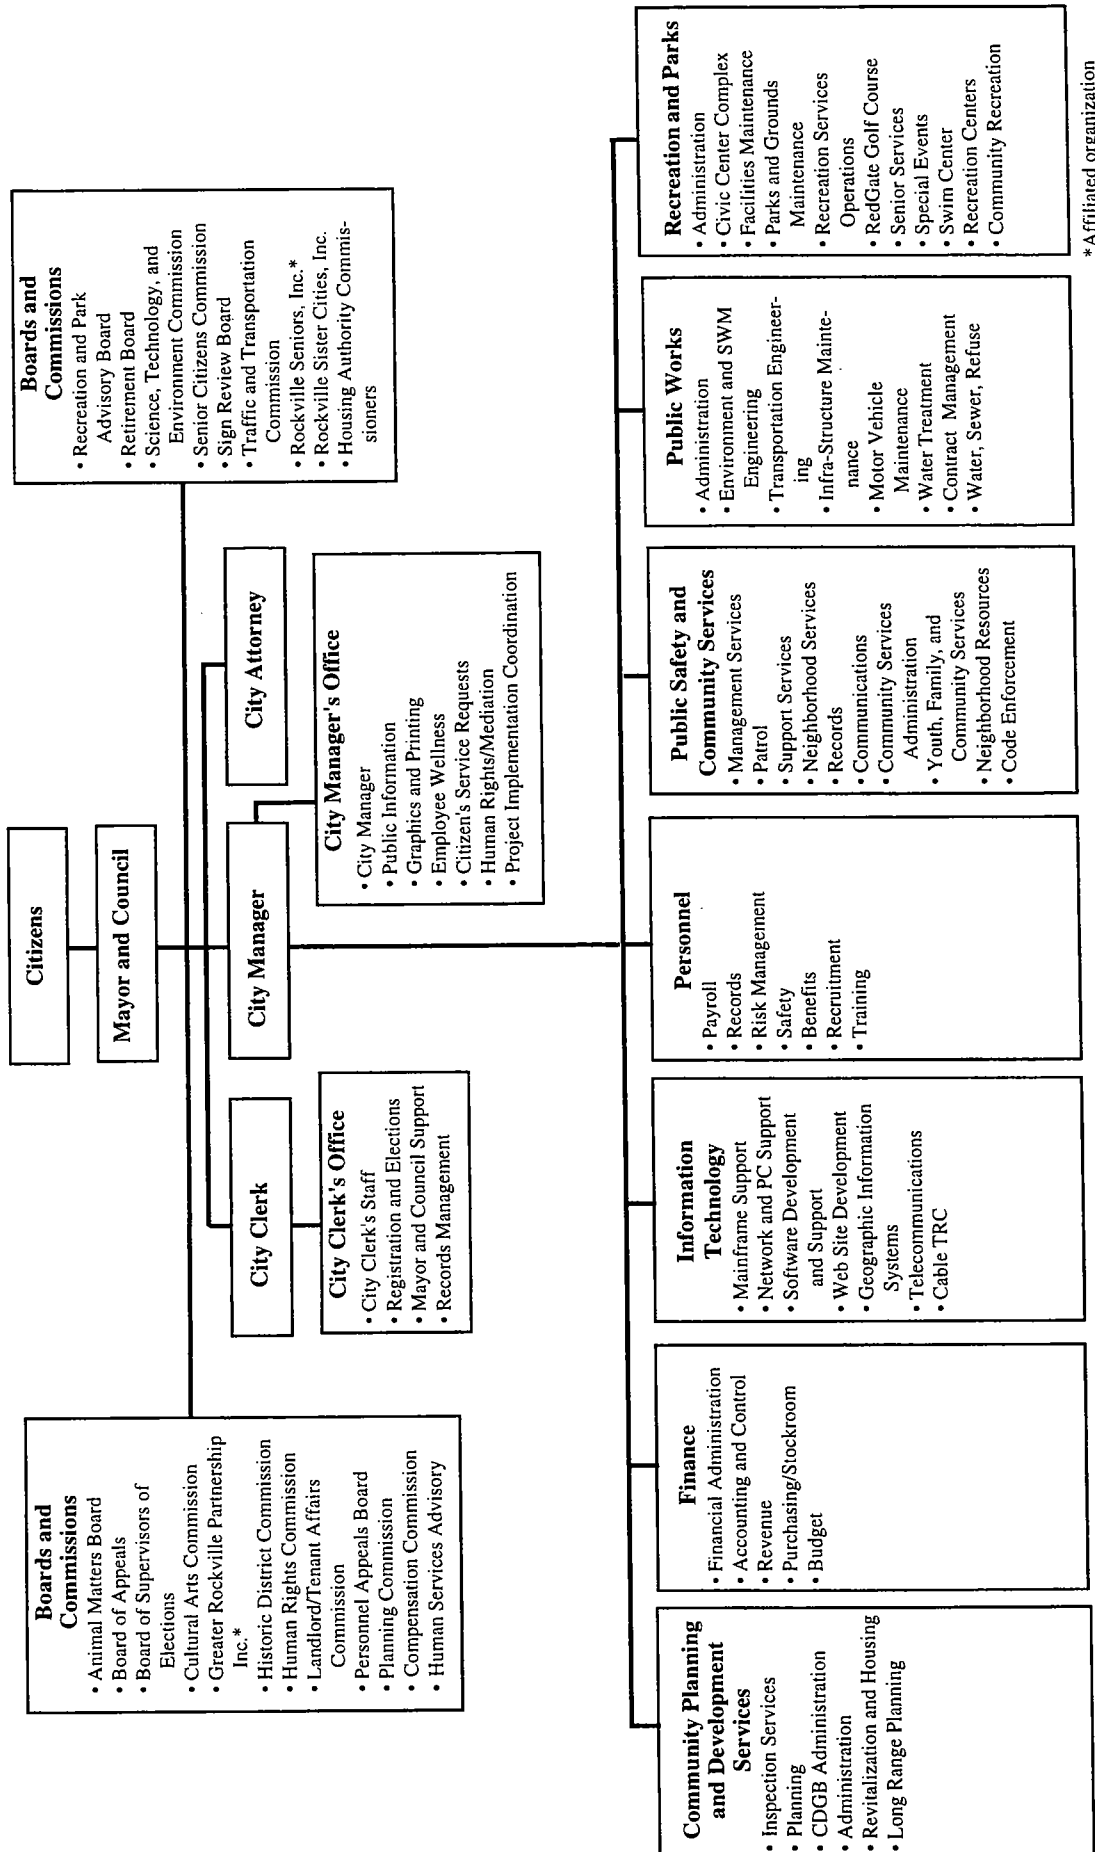 Citizens
Mayor and Council
Boards and
Commissions
• Animal Matters Board
• Board of Appeals
• Board of Supervisors of
Elections
• Cultural Arts Commission
• Greater Rockville Partnership
Inc.*
• Historic District Commission
• Human Rights Commission
• Landlord/Tenant Affairs
Commission
• Personnel Appeals Board
• Planning Commission
• Compensation Commission
• Human Services Advisory
Boards and
Commissions
• Recreation and Park
Advisory Board
• Retirement Board
• Science, Technology, and
Environment Commission
• Senior Citizens Commission
• Sign Review Board
• Traffic and Transportation
Commission
• Rockville Seniors, Inc.*
• Rockville Sister Cities, Inc.
• Housing Authority Commis-
sioners
City Clerk
City Manager
City Attorney
City Clerk's Office
• City Clerk's Staff
• Registration and Elections
• Mayor and Council Support
• Records Management
City Manager's Office
• City Manager
• Public Information
• Graphics and Printing
• Employee Wellness
• Citizen's Service Requests
• Human Rights/Mediation
• Project Implementation Coordination
Community Planning
and Development
Services
• Inspection Services
• Planning
• CDGB Administration
• Administration
• Revitalization and Housing
• Long Range Planning
Finance
• Financial Administration
• Accounting and Control
• Revenue
• Purchasing/Stockroom
• Budget
Information
Technology
• Mainframe Support
• Network and PC Support
• Software Development
and Support
• Web Site Development
• Geographic Information
Systems
• Telecommunications
• Cable TRC
Personnel
• Payroll
• Records
• Risk Management
• Safety
• Benefits
• Recruitment
• Training
Public Safety and
Community Services
• Management Services
• Patrol
• Support Services
• Neighborhood Services
• Records
• Communications
• Community Services
Administration
• Youth, Family, and
Community Services
• Neighborhood Resources
• Code Enforcement
Public Works
• Administration
• Environment and SWM
Engineering
• Transportation Engineer-
ing
• Infra-Structure Mainte-
nance
• Motor Vehicle
Maintenance
• Water Treatment
• Contract Management
• Water, Sewer, Refuse
Recreation and Parks
• Administration
• Civic Center Complex
• Facilities Maintenance
• Parks and Grounds
Maintenance
• Recreation Services
Operations
• RedGate Golf Course
• Senior Services
• Special Events
• Swim Center
• Recreation Centers
• Community Recreation
*Affiliated organization